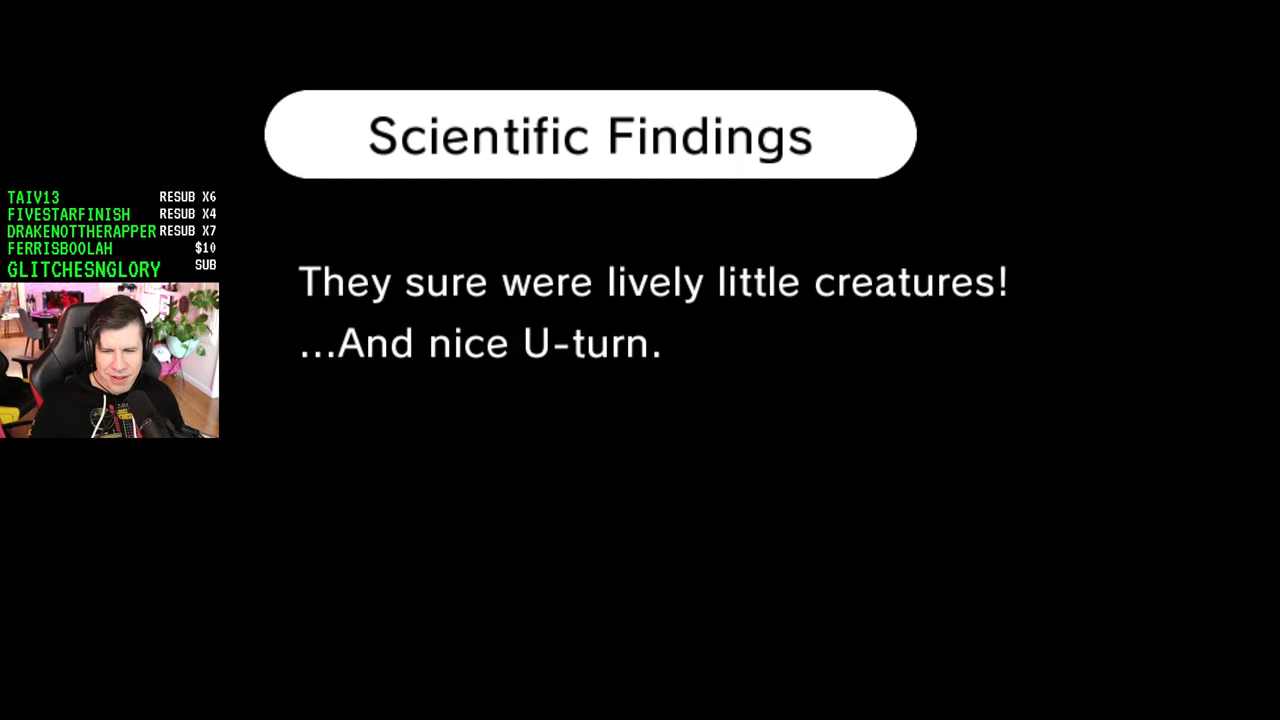 Scientific Findings
TAIV13 RESUB X6
FIVESTARFINISH RESUB X4
DRAKENOTTHERAPPER RESUB X7
FERRISBOOLAH $10
GLITCHESNGLORY SUB
They sure were lively little creatures!
...And nice U-turn.